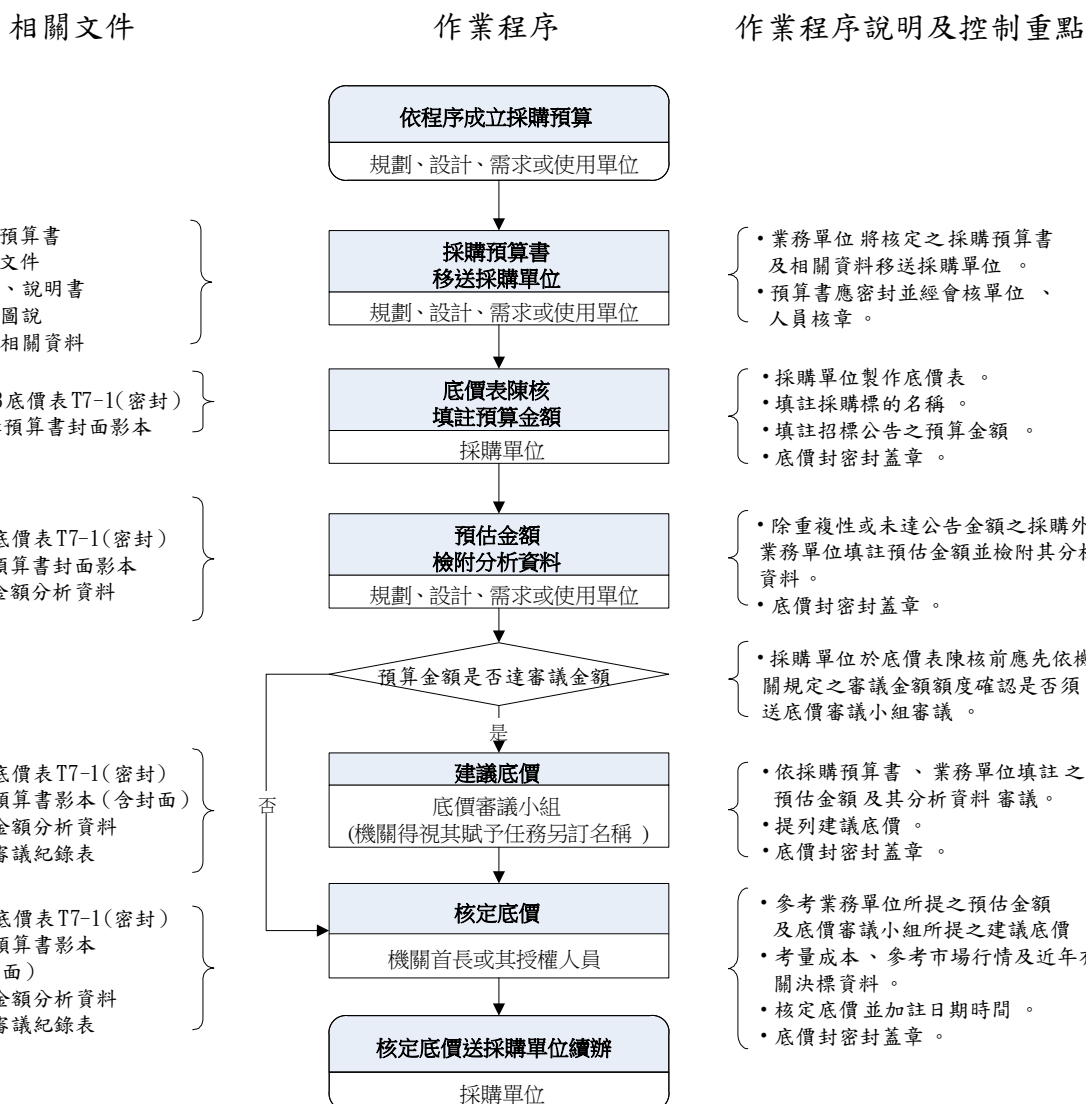 相關文件
作業程序
作業程序說明及控制重點
依程序成立採購預算
規劃、設計、需求或使用單位
預算書
文件
、說明書
圖說
相關資料
採購預算書
移送採購單位
規劃、設計、需求或使用單位
・業務單位將核定之採購預算書
及相關資料移送採購單位。
・預算書應密封並經會核單位、
人員核章。
底價表T7-1(密封)
預算書封面影本
底價表陳核
填註預算金額
採購單位
・採購單位製作底價表。
・填註採購標的名稱。
・填註招標公告之預算金額。
・底價封密封蓋章。
底價表T7-1(密封)
預算書封面影本
金額分析資料
預估金額
檢附分析資料
規劃、設計、需求或使用單位
・除重複性或未達公告金額之採購外
業務單位填註預估金額並檢附其分析
資料。
・底價封密封蓋章。
預算金額是否達審議金額
・採購單位於底價表陳核前應先依機
關規定之審議金額額度確認是否須
送底價審議小組審議。
是
否
底價表T7-1(密封)
預算書影本(含封面)
金額分析資料
審議紀錄表
建議底價
底價審議小組
(機關得視其賦予任務另訂名稱)
・依採購預算書、業務單位填註之
預估金額及其分析資料審議。
・提列建議底價。
・底價封密封蓋章。
底價表T7-1(密封)
預算書影本
面)
金額分析資料
審議紀錄表
核定底價
機關首長或其授權人員
・參考業務單位所提之預估金額
及底價審議小組所提之建議底價
・考量成本、參考市場行情及近年有
關決標資料。
・核定底價並加註日期時間。
・底價封密封蓋章。
核定底價送採購單位續辦
採購單位